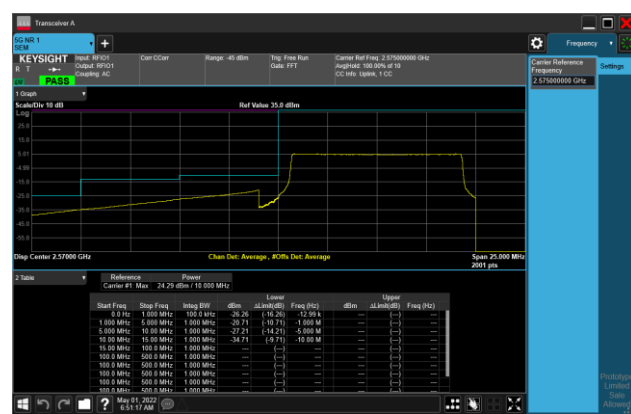 Transceiver A
5G NR 1
SEM
Frequency
KEYSIGHT
R T
PASS
Input: RFIO1
Output: RFIO1
Coupling: AC
Corr CCorr
Range: -45 dBm
Trig: Free Run
Gate: FFT
Carrier Ref Freq: 2.575000000 GHz
Avg|Hold: 100.00% of 10
CC Info: Uplink, 1 CC
Carrier Reference
Frequency
2.575000000 GHz
Settings
1 Graph
Scale/Div 10 dB
Ref Value 35.0 dBm
Log
25.0
15.0
5.01
-4.99
-15.0
-25.0
-35.0
-45.0
-55.0
Disp Center 2.57000 GHz
Chan Det: Average , #Offs Det: Average
Span 25.000 MHz
2001 pts
2 Table
Reference Power
Carrier #1 Max 24.29 dBm / 10.000 MHz
Lower Upper
Start Freq Stop Freq Integ BW dBm ΔLimit(dB) Freq (Hz) dBm ΔLimit(dB) Freq (Hz)
0.0 Hz 1.000 MHz 100.0 kHz -26.26 (-16.26) -12.99 k --- (---) ---
1.000 MHz 5.000 MHz 1.000 MHz -20.71 (-10.71) -1.000 M --- (---) ---
5.000 MHz 10.00 MHz 1.000 MHz -27.21 (-14.21) -5.000 M --- (---) ---
10.00 MHz 15.00 MHz 1.000 MHz -34.71 (-9.71) -10.00 M --- (---) ---
15.00 MHz 100.0 MHz 1.000 MHz --- (---) --- --- (---) ---
100.0 MHz 500.0 MHz 1.000 MHz --- (---) --- --- (---) ---
100.0 MHz 500.0 MHz 1.000 MHz --- (---) --- --- (---) ---
100.0 MHz 500.0 MHz 1.000 MHz --- (---) --- --- (---) ---
100.0 MHz 500.0 MHz 1.000 MHz --- (---) --- --- (---) ---
100.0 MHz 500.0 MHz 1.000 MHz --- (---) --- --- (---) ---
Prototype
Limited
Sale
Allowed
May 01, 2022
6:51:17 AM